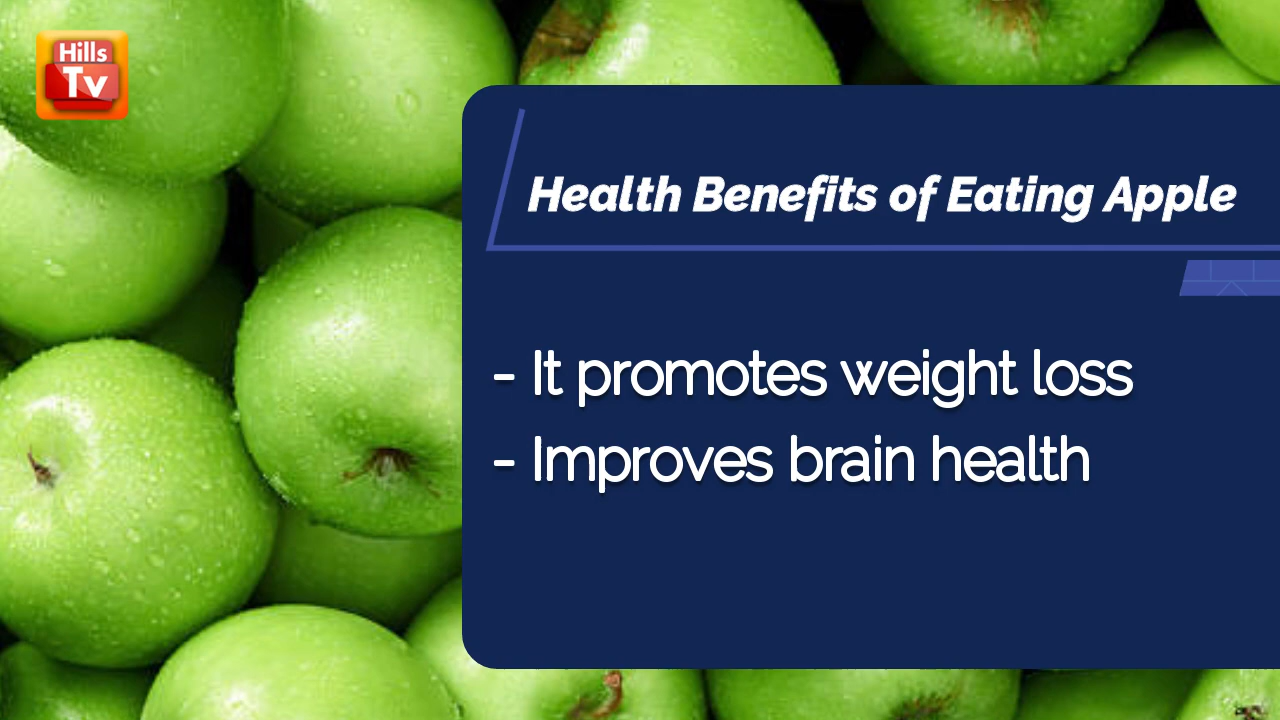 Hills
Tv
Health Benefits of Eating Apple
- It promotes weight loss
- Improves brain health